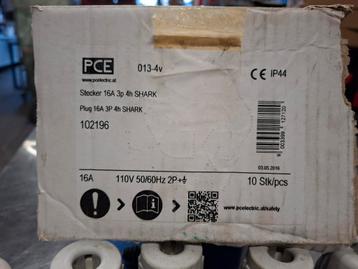 PCE
013-4v
IP44
www.pcelectric.at
Stecker 16A 3p 4h SHARK
Plug 16A 3P 4h SHARK
102196
03.05.2016
16A
110V 50/60Hz 2P+
10 Stk/pcs
www.pcelectric.at/safety